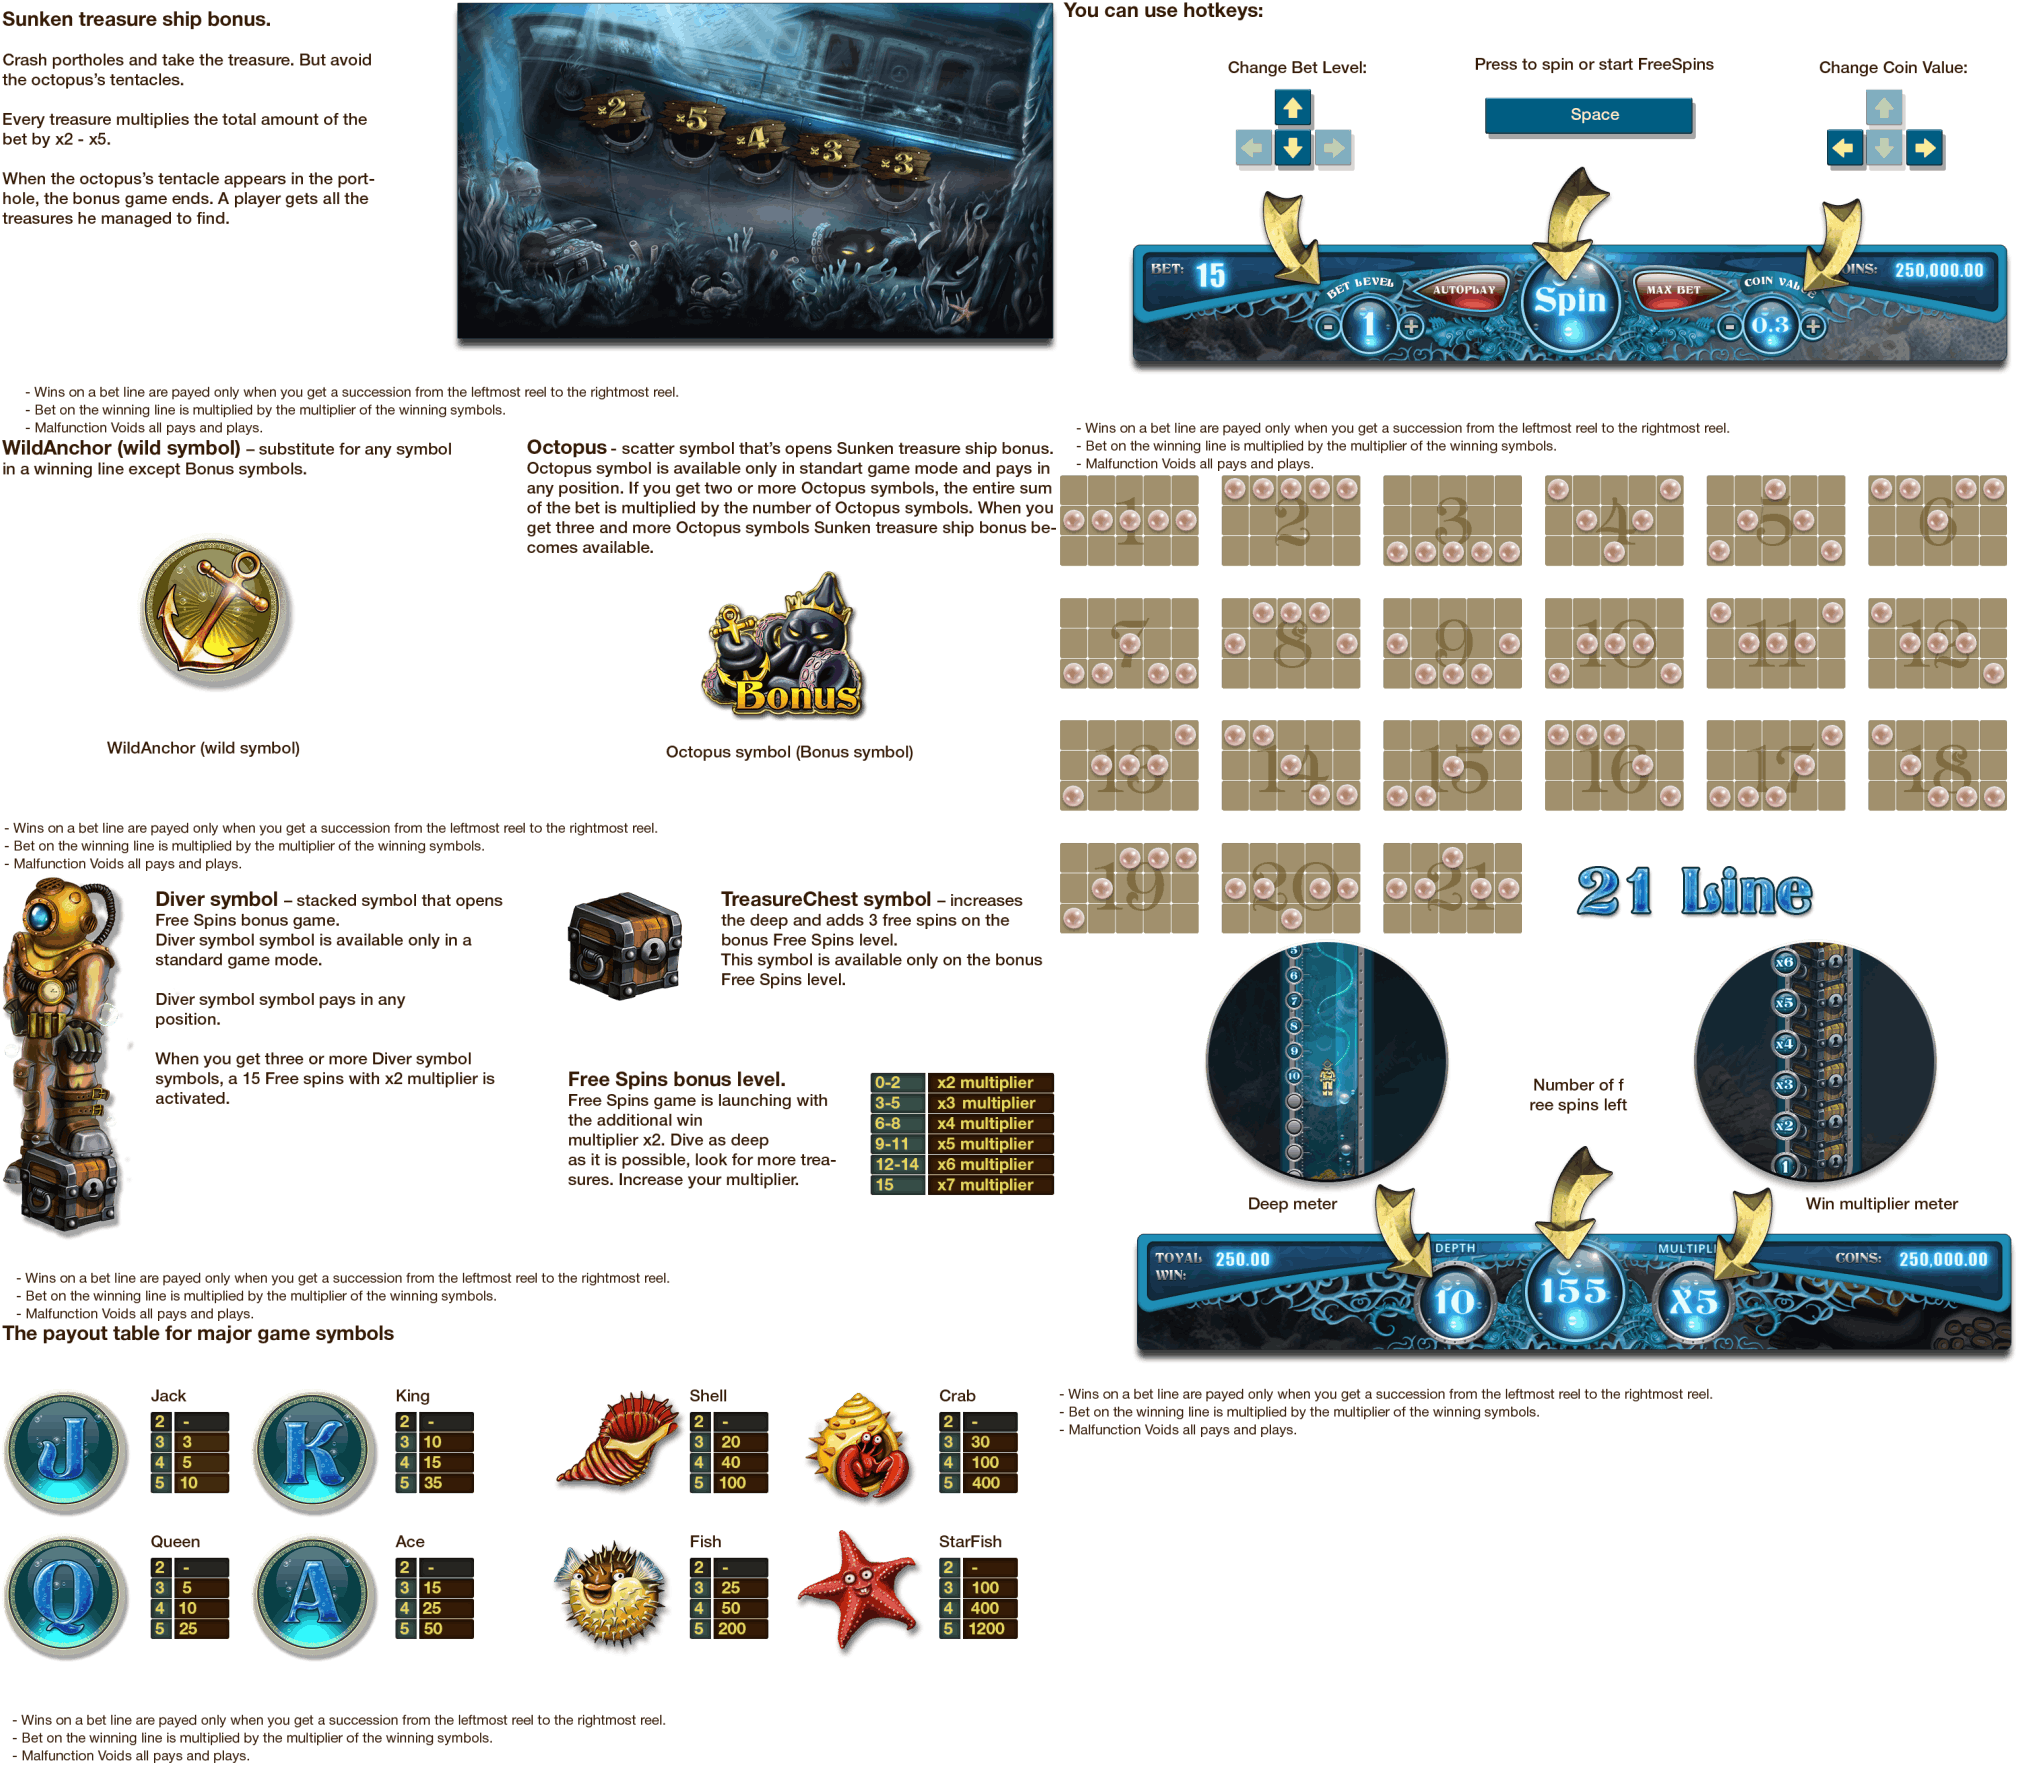 Sunken treasure ship bonus.
Crash portholes and take the treasure. But avoid
the octopus's tentacles.
Every treasure multiplies the total amount of the
bet by x2 - x5.
When the octopus's tentacle appears in the port-
hole, the bonus game ends. A player gets all the
treasures he managed to find.
x2
x5
x4
x3
x3
- Wins on a bet line are payed only when you get a succession from the leftmost reel to the rightmost reel.
- Bet on the winning line is multiplied by the multiplier of the winning symbols.
- Malfunction Voids all pays and plays.
WildAnchor (wild symbol) – substitute for any symbol
in a winning line except Bonus symbols.
WildAnchor (wild symbol)
Octopus - scatter symbol that's opens Sunken treasure ship bonus.
Octopus symbol is available only in standart game mode and pays in
any position. If you get two or more Octopus symbols, the entire sum
of the bet is multiplied by the number of Octopus symbols. When you
get three and more Octopus symbols Sunken treasure ship bonus be-
comes available.
Bonus
Octopus symbol (Bonus symbol)
- Wins on a bet line are payed only when you get a succession from the leftmost reel to the rightmost reel.
- Bet on the winning line is multiplied by the multiplier of the winning symbols.
- Malfunction Voids all pays and plays.
Diver symbol – stacked symbol that opens
Free Spins bonus game.
Diver symbol symbol is available only in a
standard game mode.
Diver symbol symbol pays in any
position.
When you get three or more Diver symbol
symbols, a 15 Free spins with x2 multiplier is
activated.
TreasureChest symbol – increases
the deep and adds 3 free spins on the
bonus Free Spins level.
This symbol is available only on the bonus
Free Spins level.
Free Spins bonus level.
Free Spins game is launching with
the additional win
multiplier x2. Dive as deep
as it is possible, look for more trea-
sures. Increase your multiplier.
0-2 x2 multiplier
3-5 x3 multiplier
6-8 x4 multiplier
9-11 x5 multiplier
12-14 x6 multiplier
15 x7 multiplier
- Wins on a bet line are payed only when you get a succession from the leftmost reel to the rightmost reel.
- Bet on the winning line is multiplied by the multiplier of the winning symbols.
- Malfunction Voids all pays and plays.
The payout table for major game symbols
J
Jack
2 -
3 3
4 5
5 10
K
King
2 -
3 10
4 15
5 35
Shell
2 -
3 20
4 40
5 100
Crab
2 -
3 30
4 100
5 400
Q
Queen
2 -
3 5
4 10
5 25
A
Ace
2 -
3 15
4 25
5 50
Fish
2 -
3 25
4 50
5 200
StarFish
2 -
3 100
4 400
5 1200
- Wins on a bet line are payed only when you get a succession from the leftmost reel to the rightmost reel.
- Bet on the winning line is multiplied by the multiplier of the winning symbols.
- Malfunction Voids all pays and plays.
You can use hotkeys:
Change Bet Level:
Press to spin or start FreeSpins
Change Coin Value:
Space
BET: 15
BET LEVEL
- 1 +
AUTOPLAY
Spin
MAX BET
COIN VALUE
- 0.3 +
OINS: 250,000.00
- Wins on a bet line are payed only when you get a succession from the leftmost reel to the rightmost reel.
- Bet on the winning line is multiplied by the multiplier of the winning symbols.
- Malfunction Voids all pays and plays.
1 2 3 4 5 6
7 8 9 10 11 12
13 14 15 16 17 18
19 20 21
21 Line
5
6
7
8
9
10
Deep meter
Number of f
ree spins left
x6
x5
x4
x3
x2
1
Win multiplier meter
TOYAL
WIN:
250.00
DEPTH
10
155
MULTIPLI
X5
COINS: 250,000.00
- Wins on a bet line are payed only when you get a succession from the leftmost reel to the rightmost reel.
- Bet on the winning line is multiplied by the multiplier of the winning symbols.
- Malfunction Voids all pays and plays.